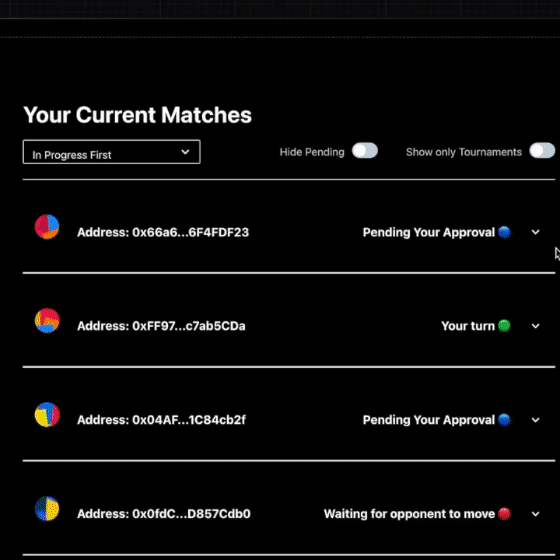 Your Current Matches
In Progress First
Hide Pending
Show only Tournaments
Address: 0x66a6...6F4FDF23
Pending Your Approval
Address: 0xFF97...c7ab5CDa
Your turn
Address: 0x04AF...1C84cb2f
Pending Your Approval
Address: 0x0fdC...D857Cdb0
Waiting for opponent to move